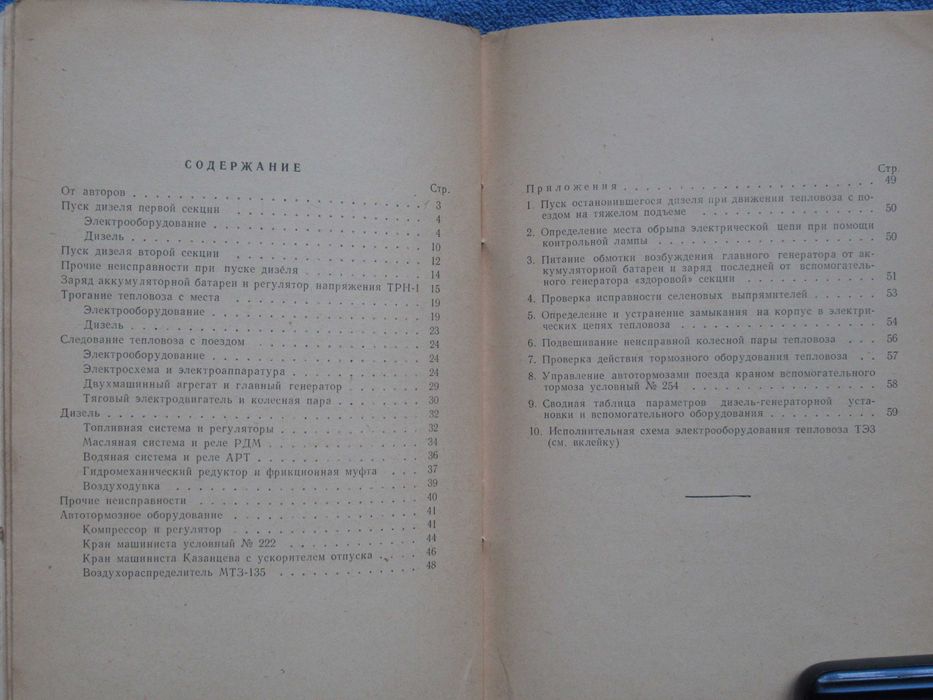 СОДЕРЖАНИЕ
Стр.
От авторов . . . . . . . . . . . . . . . . . . . . 3
Пуск дизеля первой секции . . . . . . . . . . . . . 4
Электрооборудование . . . . . . . . . . . . . . 4
Дизель . . . . . . . . . . . . . . . . . . . . 10
Пуск дизеля второй секции . . . . . . . . . . . . . 12
Прочие неисправности при пуске дизеля . . . . . . . . 14
Заряд аккумуляторной батареи и регулятор напряжения ТРН-1 15
Трогание тепловоза с места . . . . . . . . . . . . . 19
Электрооборудование . . . . . . . . . . . . . . 19
Дизель . . . . . . . . . . . . . . . . . . . . 23
Следование тепловоза с поездом . . . . . . . . . . . 24
Электрооборудование . . . . . . . . . . . . . . 24
Электросхема и электроаппаратура . . . . . . . . . 24
Двухмашинный агрегат и главный генератор . . . . . 29
Тяговый электродвигатель и колесная пара . . . . . . 30
Дизель . . . . . . . . . . . . . . . . . . . . . . 32
Топливная система и регуляторы . . . . . . . . . . 32
Масляная система и реле РДМ . . . . . . . . . . . 34
Водяная система и реле АРТ . . . . . . . . . . . . 36
Гидромеханический редуктор и фрикционная муфта . . . 37
Воздуходувка . . . . . . . . . . . . . . . . . . 39
Прочие неисправности . . . . . . . . . . . . . . . 40
Автотормозное оборудование . . . . . . . . . . . . . 41
Компрессор и регулятор . . . . . . . . . . . . . 41
Кран машиниста условный № 222 . . . . . . . . . . 44
Кран машиниста Казанцева с ускорителем отпуска . . . . 46
Воздухораспределитель МТЗ-135 . . . . . . . . . . 48
Стр.
Приложения . . . . . . . . . . . . . . . . . . . . 49
1. Пуск остановившегося дизеля при движении тепловоза с по-
ездом на тяжелом подъеме . . . . . . . . . . . . 50
2. Определение места обрыва электрической цепи при помощи
контрольной лампы . . . . . . . . . . . . . . . 50
3. Питание обмотки возбуждения главного генератора от ак-
кумуляторной батареи и заряд последней от вспомогатель-
ного генератора «здоровой» секции . . . . . . . . . 51
4. Проверка исправности селеновых выпрямителей . . . . . 53
5. Определение и устранение замыкания на корпус в электри-
ческих цепях тепловоза . . . . . . . . . . . . . . 54
6. Подвешивание неисправной колесной пары тепловоза . . . 56
7. Проверка действия тормозного оборудования тепловоза . . 57
8. Управление автотормозами поезда краном вспомогательного
тормоза условный № 254 . . . . . . . . . . . . . 58
9. Сводная таблица параметров дизель-генераторной уста-
новки и вспомогательного оборудования . . . . . . . 59
10. Исполнительная схема электрооборудования тепловоза ТЭ3
(см. вклейку)